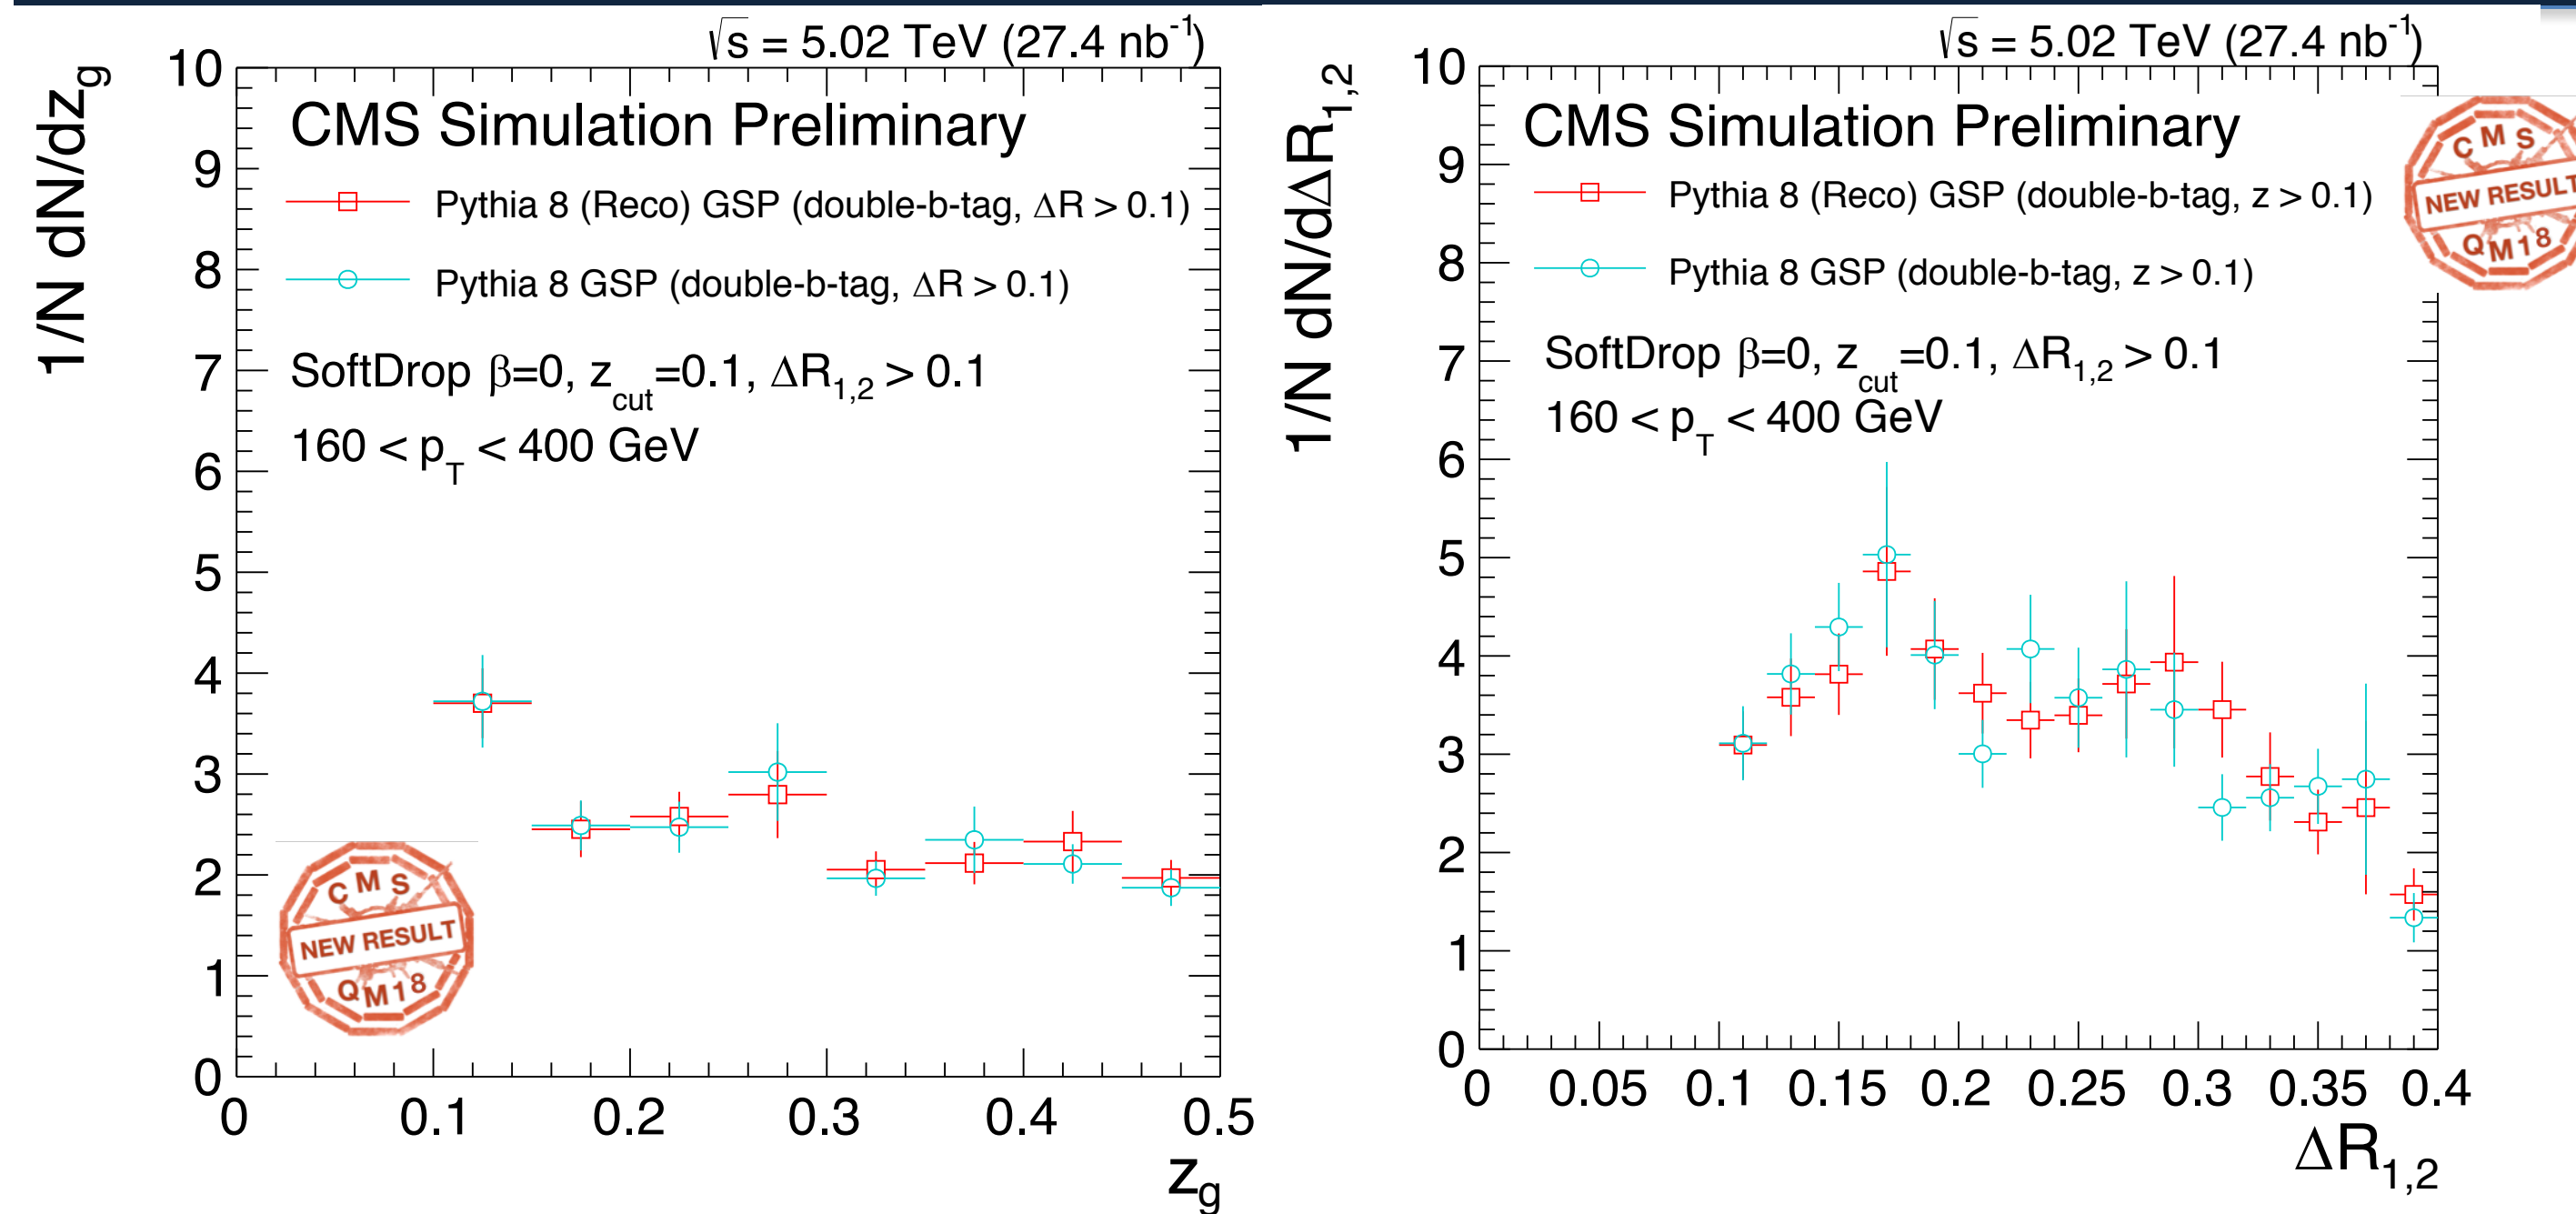 √s = 5.02 TeV (27.4 nb⁻¹)
1/N dN/dz_g
10
9
8
7
6
5
4
3
2
1
0
CMS Simulation Preliminary
Pythia 8 (Reco) GSP (double-b-tag, ΔR > 0.1)
Pythia 8 GSP (double-b-tag, ΔR > 0.1)
SoftDrop β=0, z_cut=0.1, ΔR_1,2 > 0.1
160 < p_T < 400 GeV
CMS
NEW RESULT
QM18
0 0.1 0.2 0.3 0.4 0.5
z_g
√s = 5.02 TeV (27.4 nb⁻¹)
1/N dN/dΔR_1,2
10
9
8
7
6
5
4
3
2
1
0
CMS Simulation Preliminary
Pythia 8 (Reco) GSP (double-b-tag, z > 0.1)
Pythia 8 GSP (double-b-tag, z > 0.1)
SoftDrop β=0, z_cut=0.1, ΔR_1,2 > 0.1
160 < p_T < 400 GeV
CMS
NEW RESULT
QM18
0 0.05 0.1 0.15 0.2 0.25 0.3 0.35 0.4
ΔR_1,2